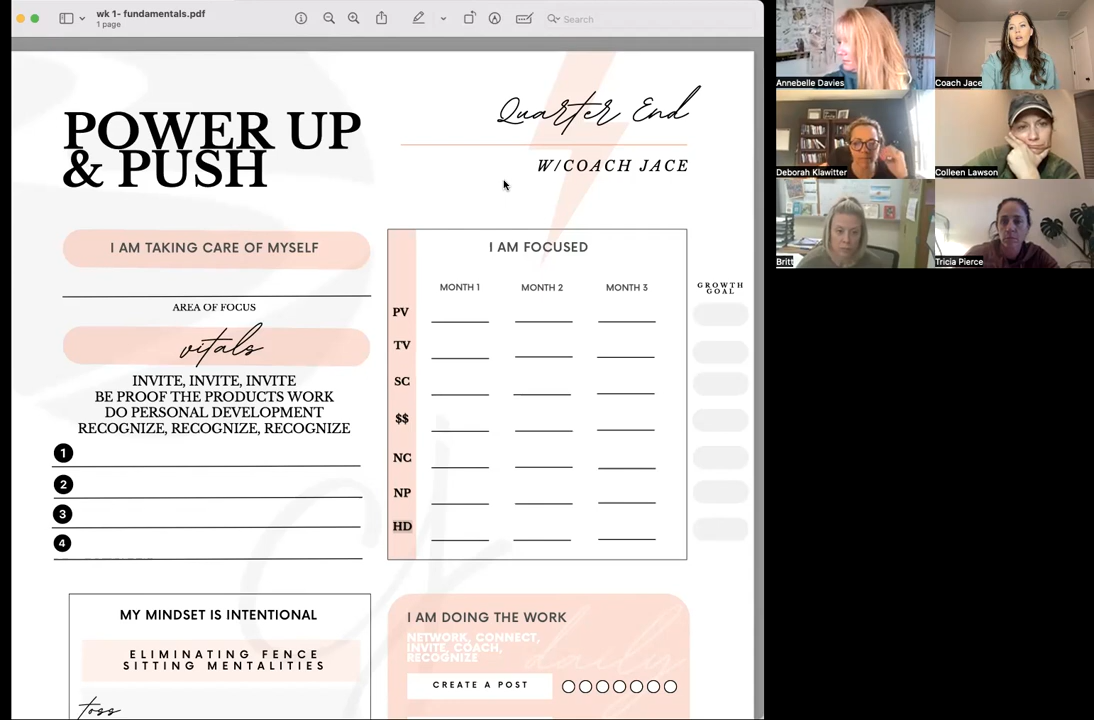 wk 1- fundamentals.pdf
1 page
Search
POWER UP
& PUSH
Quarter End
W/COACH JACE
I AM TAKING CARE OF MYSELF
AREA OF FOCUS
vitals
INVITE, INVITE, INVITE
BE PROOF THE PRODUCTS WORK
DO PERSONAL DEVELOPMENT
RECOGNIZE, RECOGNIZE, RECOGNIZE
1
2
3
4
I AM FOCUSED
MONTH 1 MONTH 2 MONTH 3
GROWTH
GOAL
PV
TV
SC
$$
NC
NP
HD
MY MINDSET IS INTENTIONAL
ELIMINATING FENCE
SITTING MENTALITIES
toss
I AM DOING THE WORK
NETWORK, CONNECT,
INVITE, COACH,
RECOGNIZE
daily
CREATE A POST
Annebelle Davies
Coach Jace
Deborah Klawitter
Colleen Lawson
Britt
Tricia Pierce